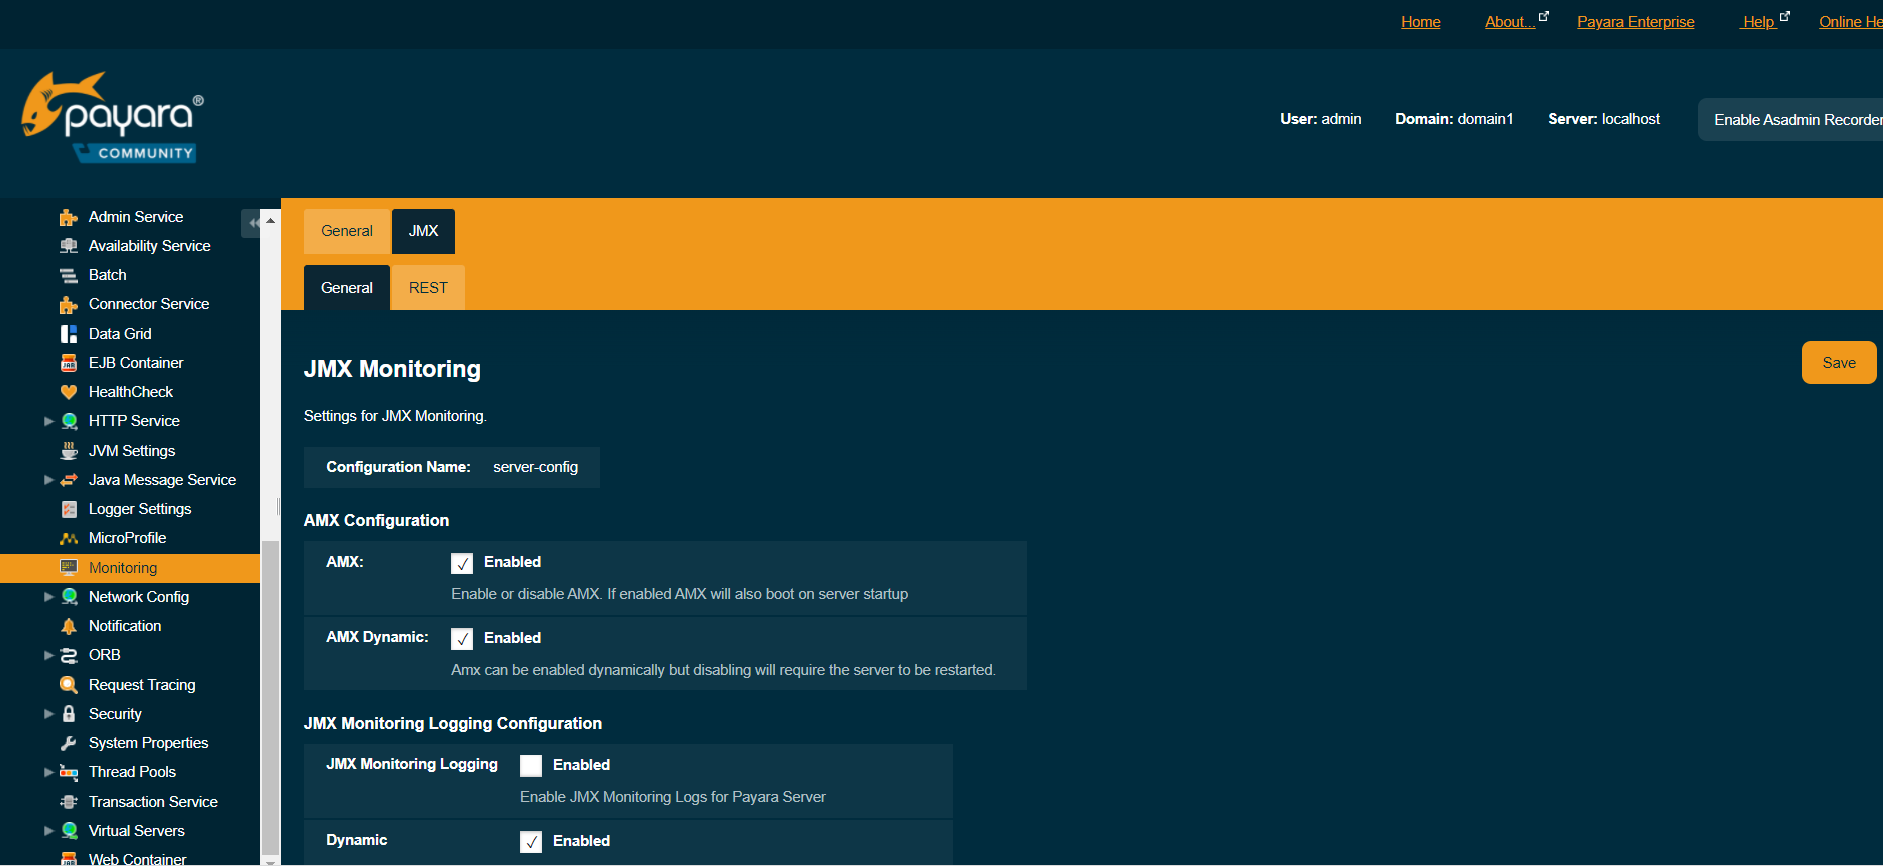 Home About... Payara Enterprise Help Online He
payara®
COMMUNITY
User: admin Domain: domain1 Server: localhost Enable Asadmin Recorder
Admin Service
Availability Service
Batch
Connector Service
Data Grid
EJB Container
HealthCheck
HTTP Service
JVM Settings
Java Message Service
Logger Settings
MicroProfile
Monitoring
Network Config
Notification
ORB
Request Tracing
Security
System Properties
Thread Pools
Transaction Service
Virtual Servers
Web Container
General JMX
General REST
JMX Monitoring
Save
Settings for JMX Monitoring.
Configuration Name: server-config
AMX Configuration
AMX: Enabled
Enable or disable AMX. If enabled AMX will also boot on server startup
AMX Dynamic: Enabled
Amx can be enabled dynamically but disabling will require the server to be restarted.
JMX Monitoring Logging Configuration
JMX Monitoring Logging Enabled
Enable JMX Monitoring Logs for Payara Server
Dynamic Enabled